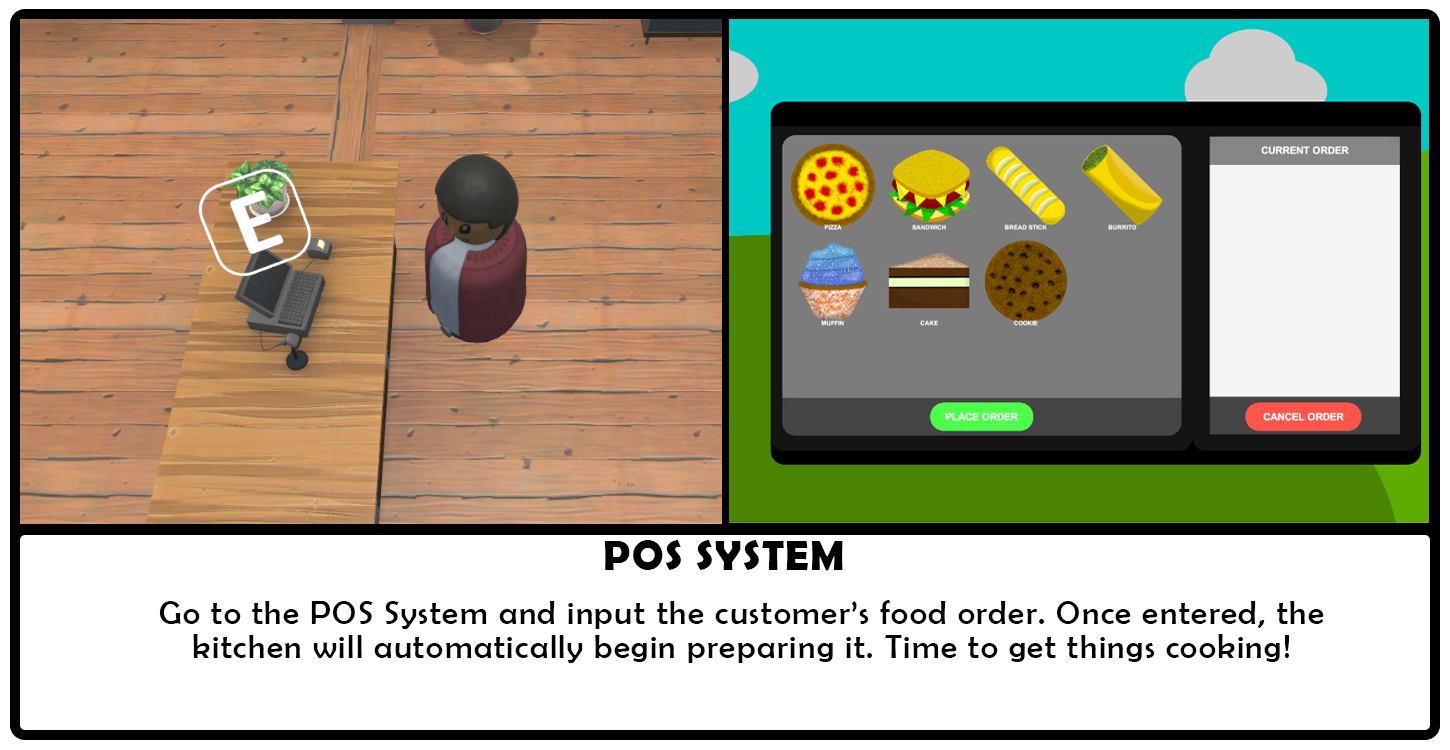 E
CURRENT ORDER
PIZZA
SANDWICH
BREAD STICK
BURRITO
MUFFIN
CAKE
COOKIE
PLACE ORDER
CANCEL ORDER
POS SYSTEM
Go to the POS System and input the customer’s food order. Once entered, the
kitchen will automatically begin preparing it. Time to get things cooking!